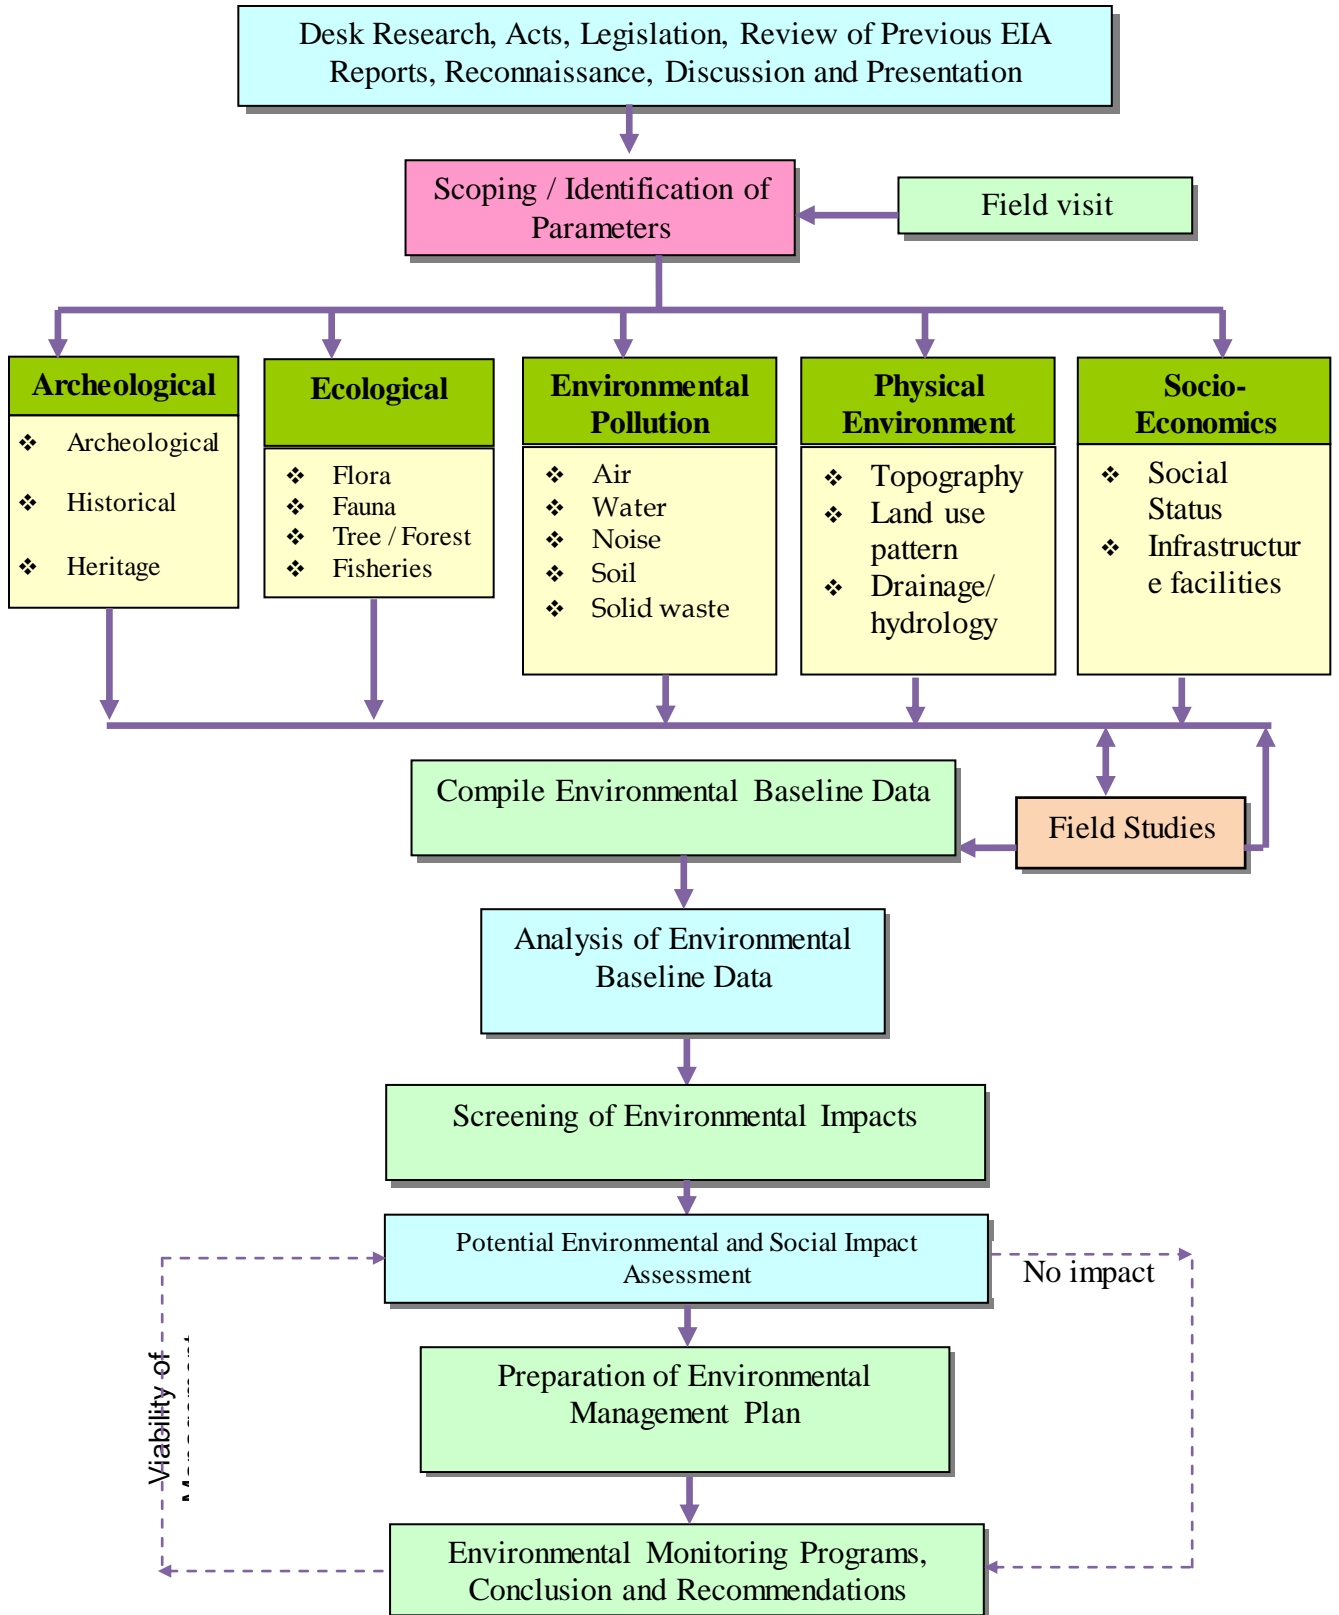 Desk Research, Acts, Legislation, Review of Previous EIA
Reports, Reconnaissance, Discussion and Presentation
Scoping / Identification of
Parameters
Field visit
Archeological
❖ Archeological
❖ Historical
❖ Heritage
Ecological
❖ Flora
❖ Fauna
❖ Tree / Forest
❖ Fisheries
Environmental
Pollution
❖ Air
❖ Water
❖ Noise
❖ Soil
❖ Solid waste
Physical
Environment
❖ Topography
❖ Land use
pattern
❖ Drainage/
hydrology
Socio-
Economics
❖ Social
Status
❖ Infrastructur
e facilities
Compile Environmental Baseline Data
Field Studies
Analysis of Environmental
Baseline Data
Screening of Environmental Impacts
Potential Environmental and Social Impact
Assessment
No impact
Viability of
Preparation of Environmental
Management Plan
Environmental Monitoring Programs,
Conclusion and Recommendations